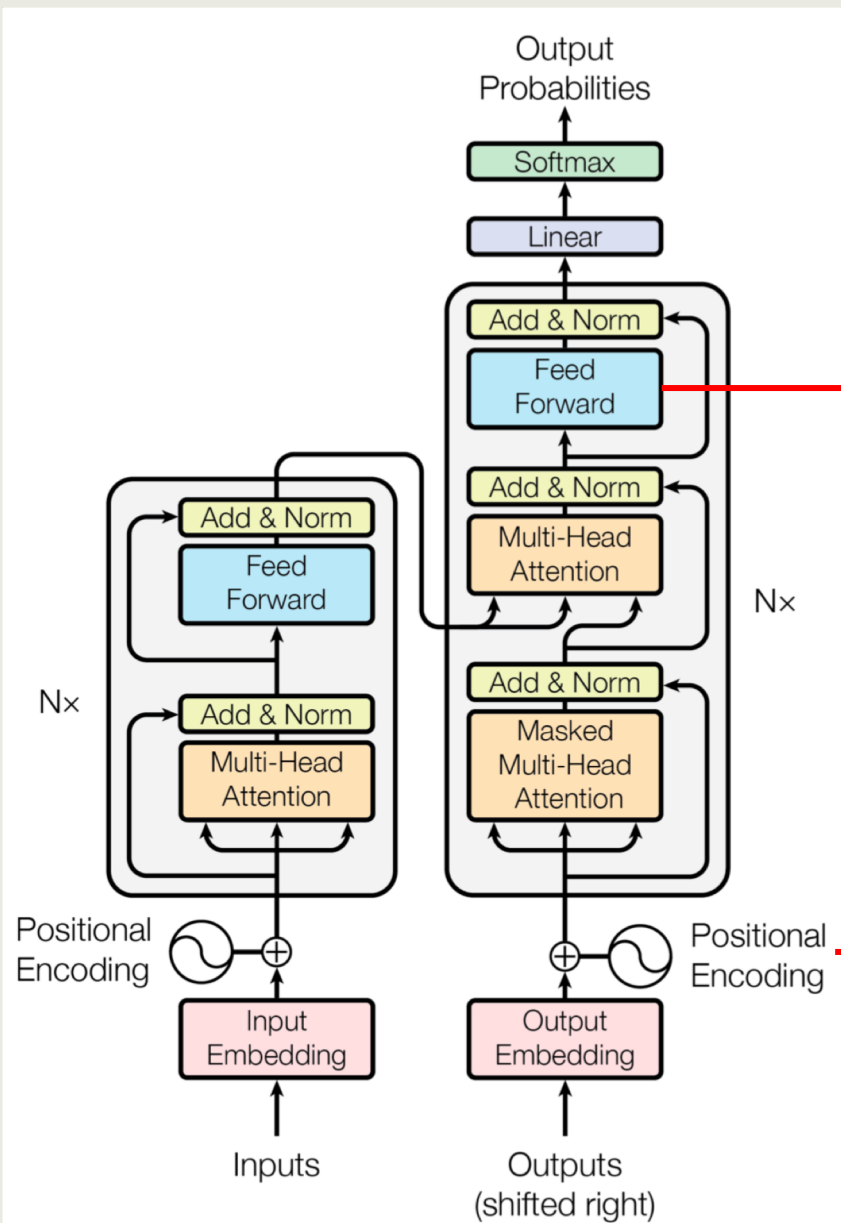 Output
Probabilities
Softmax
Linear
Add & Norm
Feed
Forward
Add & Norm
Multi-Head
Attention
Nx
Add & Norm
Masked
Multi-Head
Attention
Add & Norm
Feed
Forward
Nx
Add & Norm
Multi-Head
Attention
Positional
Encoding
Positional
Encoding
Input
Embedding
Output
Embedding
Inputs
Outputs
(shifted right)